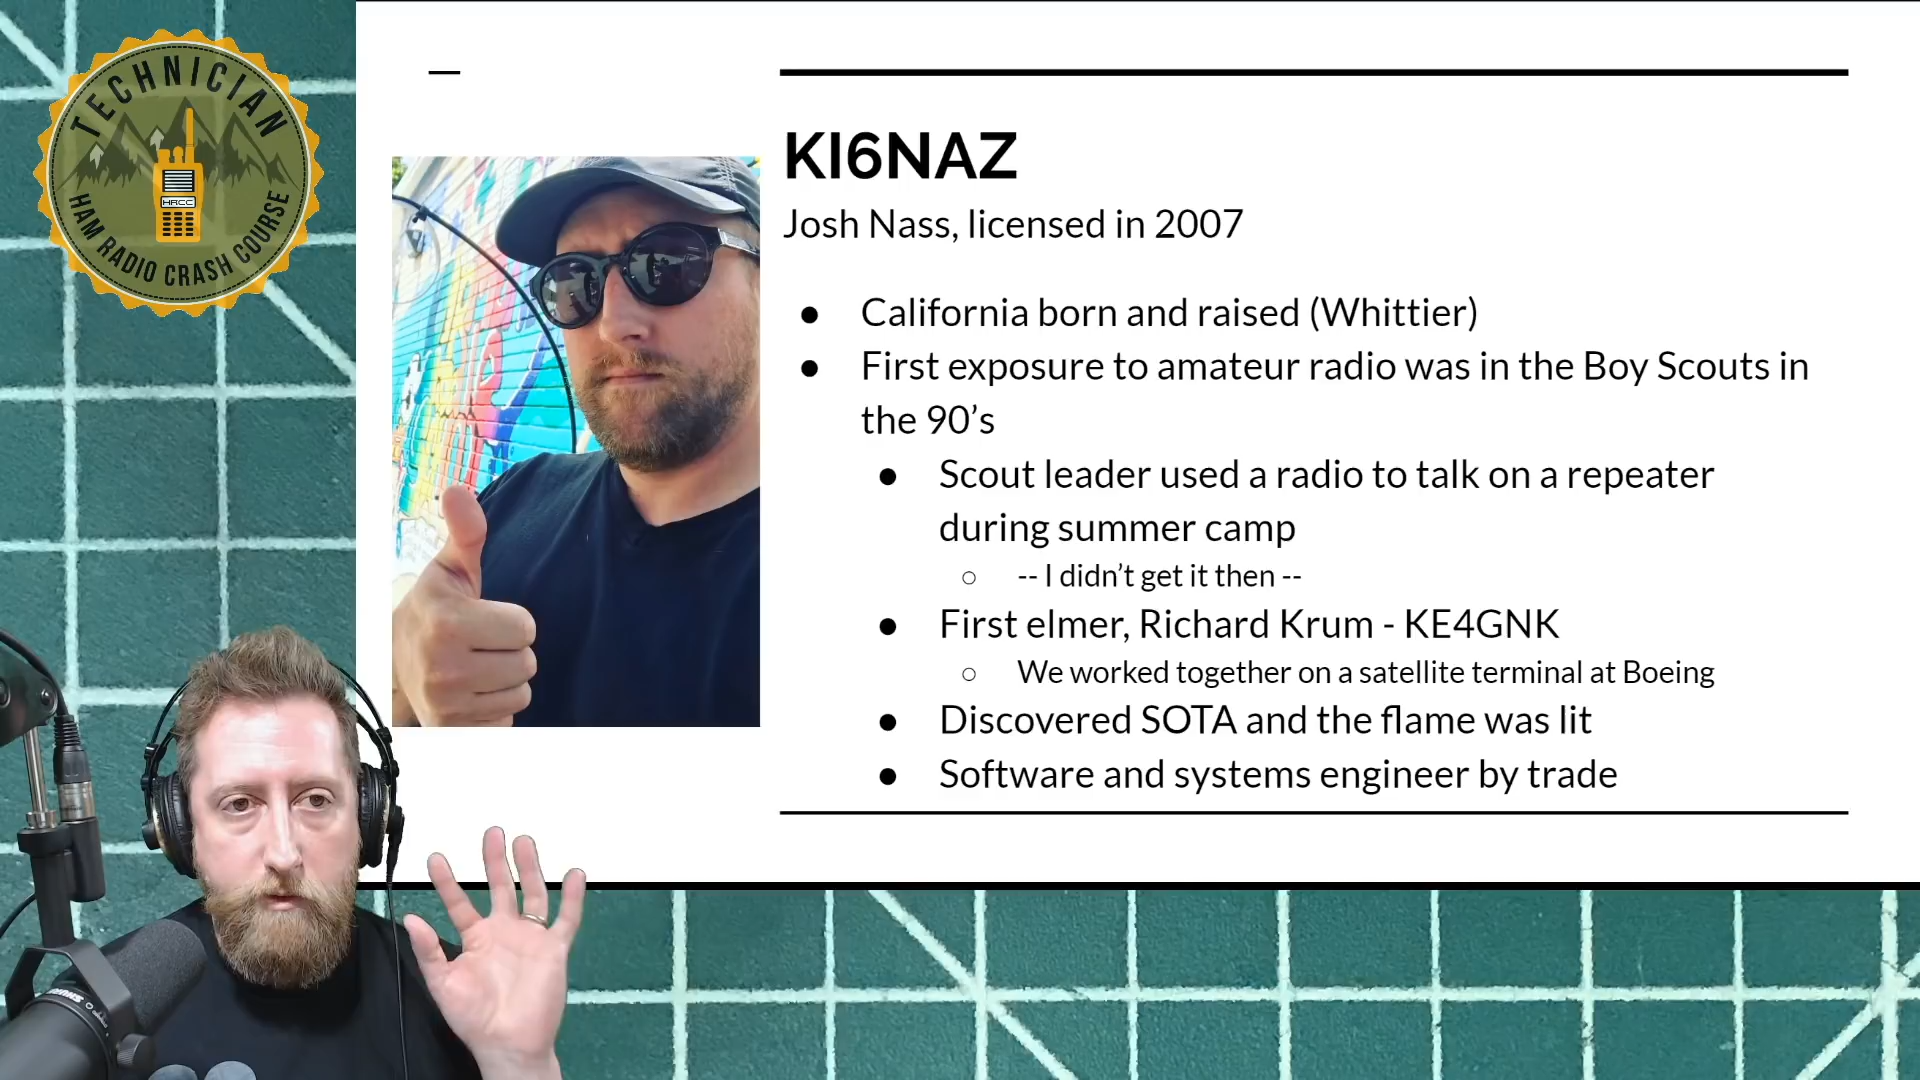 TECHNICIAN
HRCC
HAM RADIO CRASH COURSE
KI6NAZ
Josh Nass, licensed in 2007
● California born and raised (Whittier)
● First exposure to amateur radio was in the Boy Scouts in
the 90’s
● Scout leader used a radio to talk on a repeater
during summer camp
○ -- I didn’t get it then --
● First elmer, Richard Krum - KE4GNK
○ We worked together on a satellite terminal at Boeing
● Discovered SOTA and the flame was lit
● Software and systems engineer by trade
SHURE